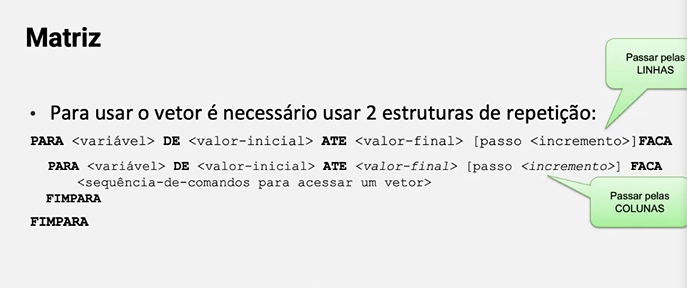 Matriz
Passar pelas
LINHAS
• Para usar o vetor é necessário usar 2 estruturas de repetição:
PARA <variável> DE <valor-inicial> ATE <valor-final> [passo <incremento>]FACA
PARA <variável> DE <valor-inicial> ATE <valor-final> [passo <incremento>] FACA
<sequência-de-comandos para acessar um vetor>
FIMPARA
Passar pelas
COLUNAS
FIMPARA